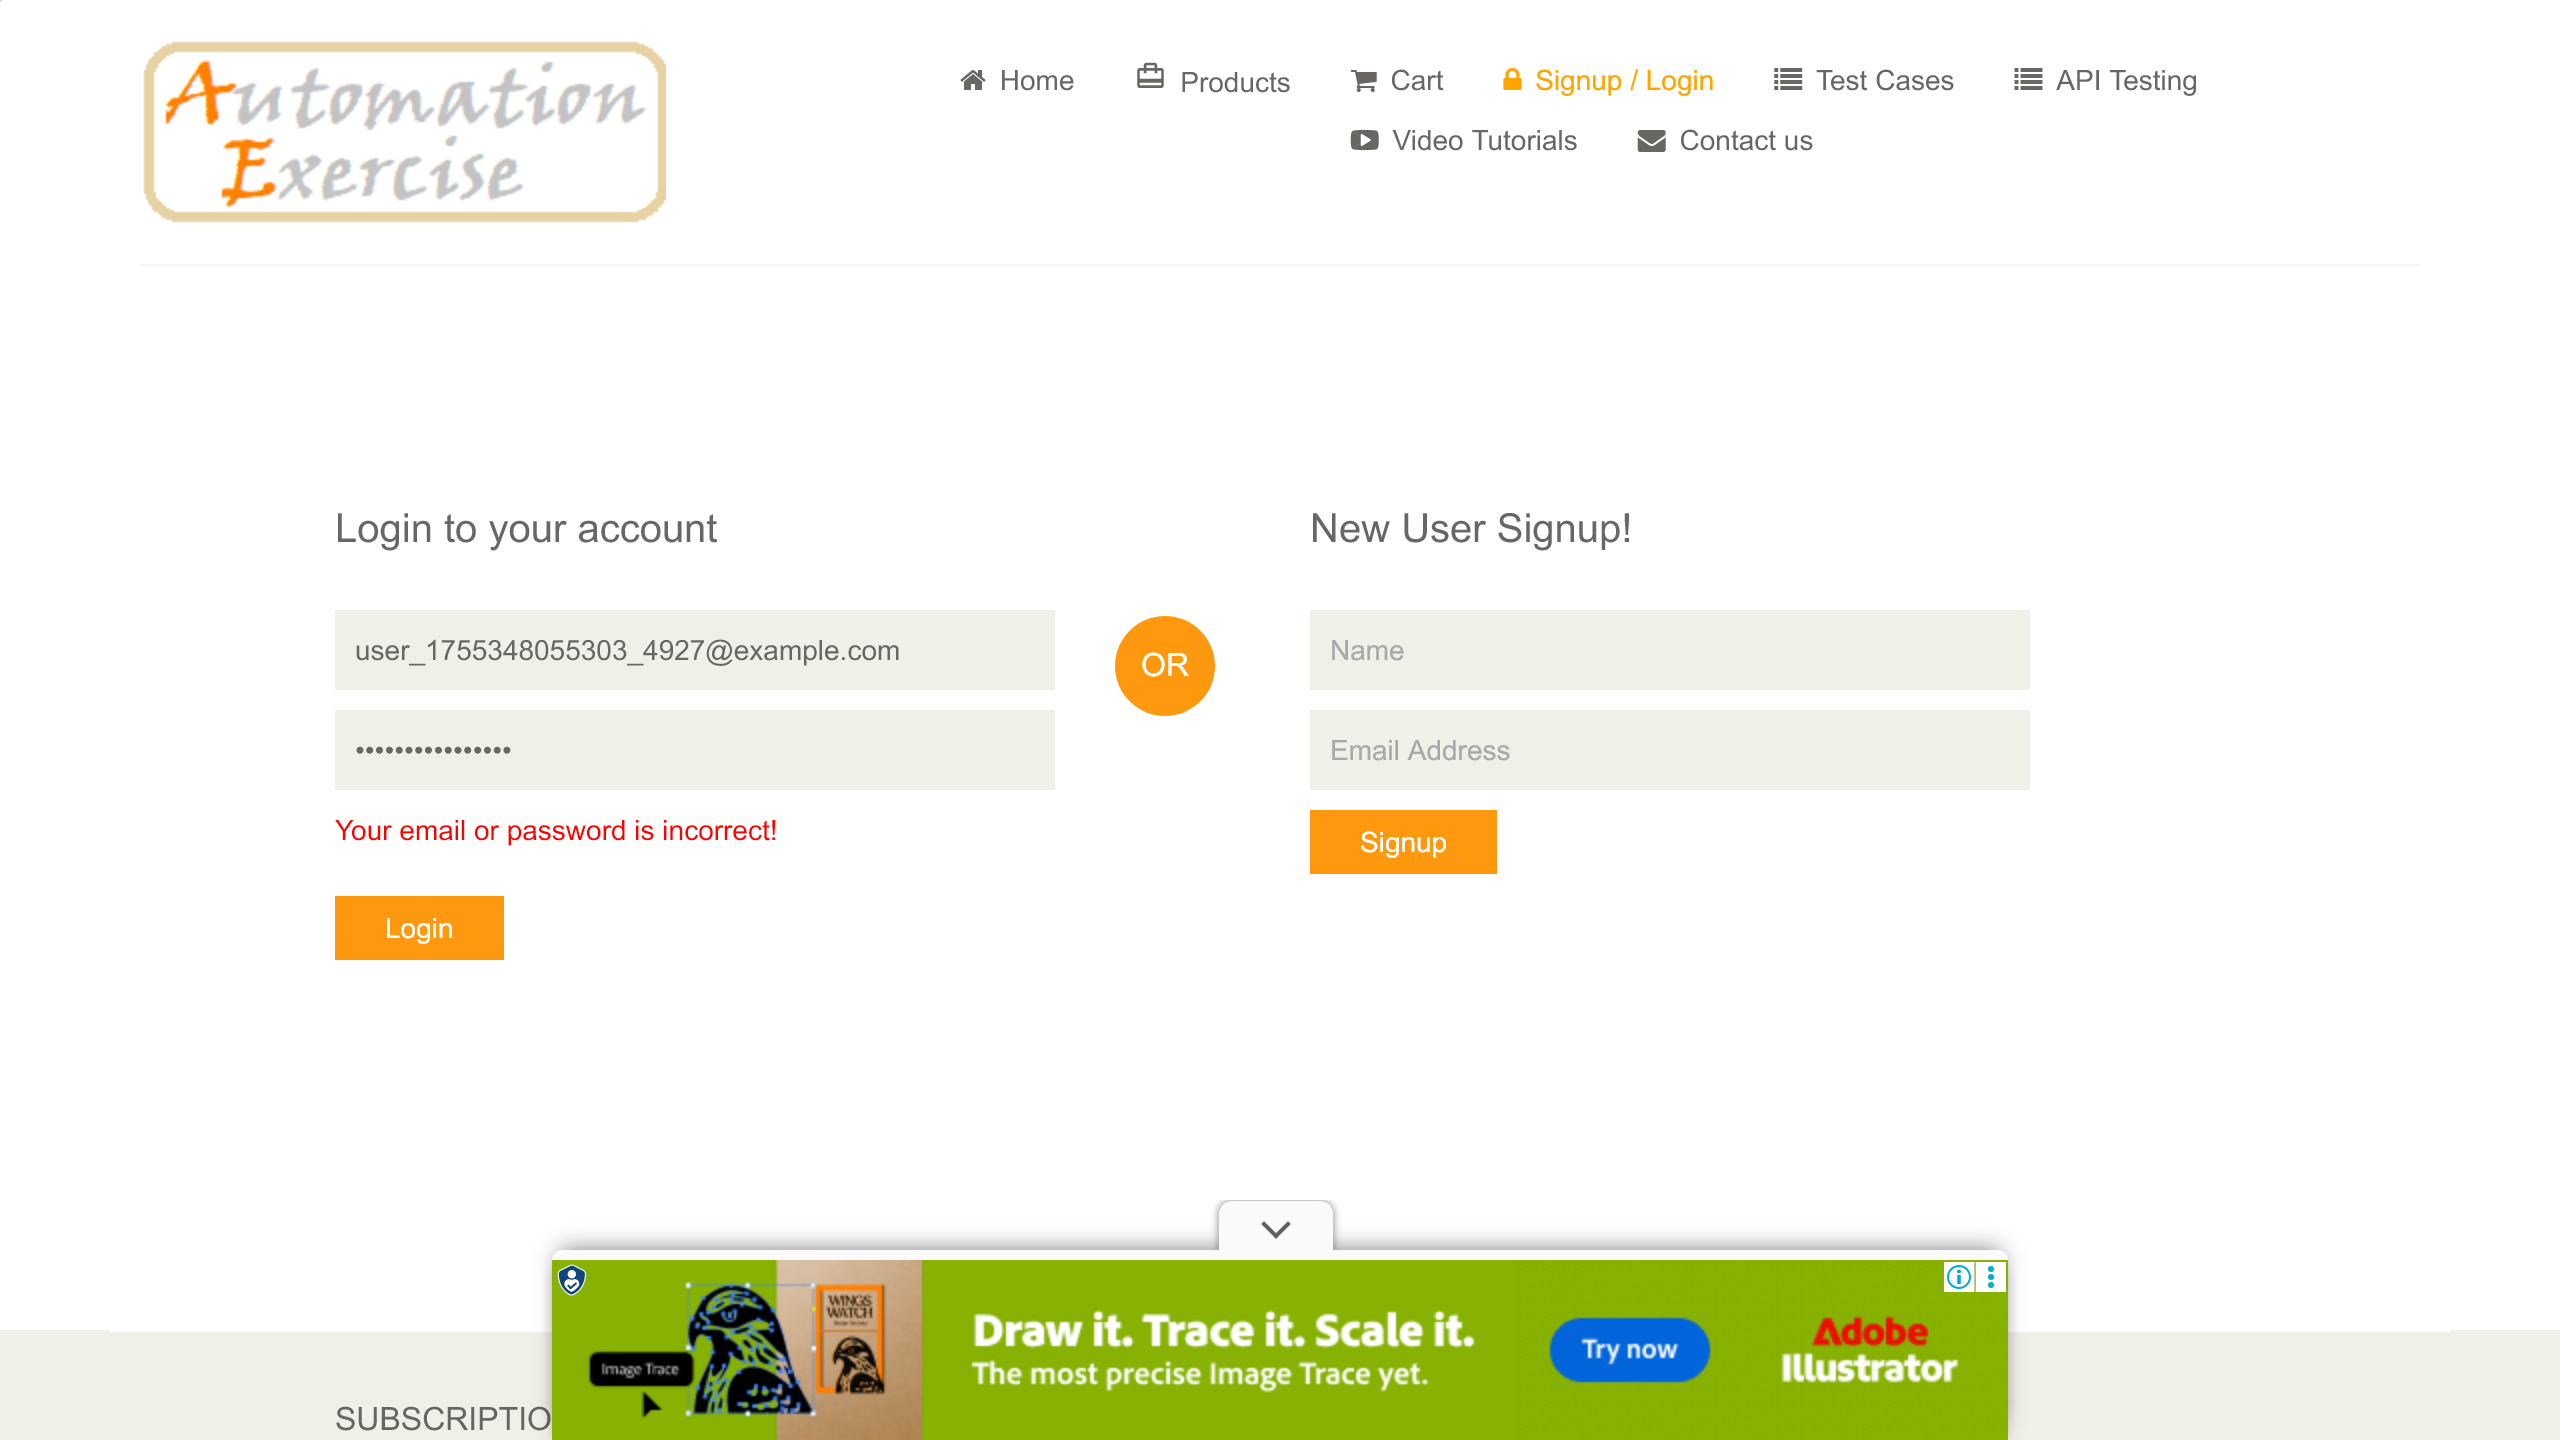 Automation
Exercise
Home
Products
Cart
Signup / Login
Test Cases
API Testing
Video Tutorials
Contact us
Login to your account
user_1755348055303_4927@example.com
••••••••••••••••
Your email or password is incorrect!
Login
OR
New User Signup!
Name
Email Address
Signup
SUBSCRIPTIO
Image Trace
WINGS
WATCH
Draw it. Trace it. Scale it.
The most precise Image Trace yet.
Try now
Adobe
Illustrator